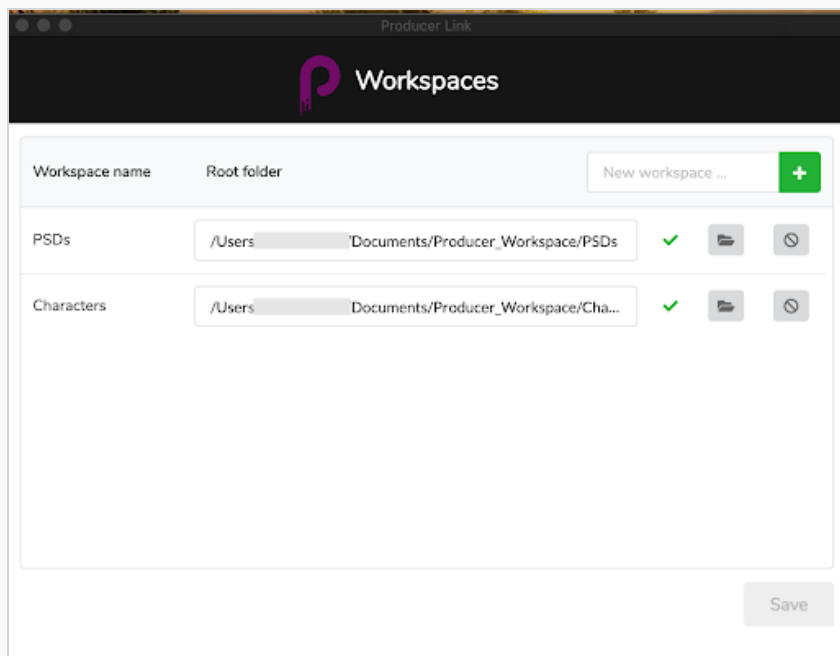 Producer Link
Workspaces
Workspace name Root folder New workspace ...
PSDs /Users /Documents/Producer_Workspace/PSDs
Characters /Users Documents/Producer_Workspace/Cha...
Save